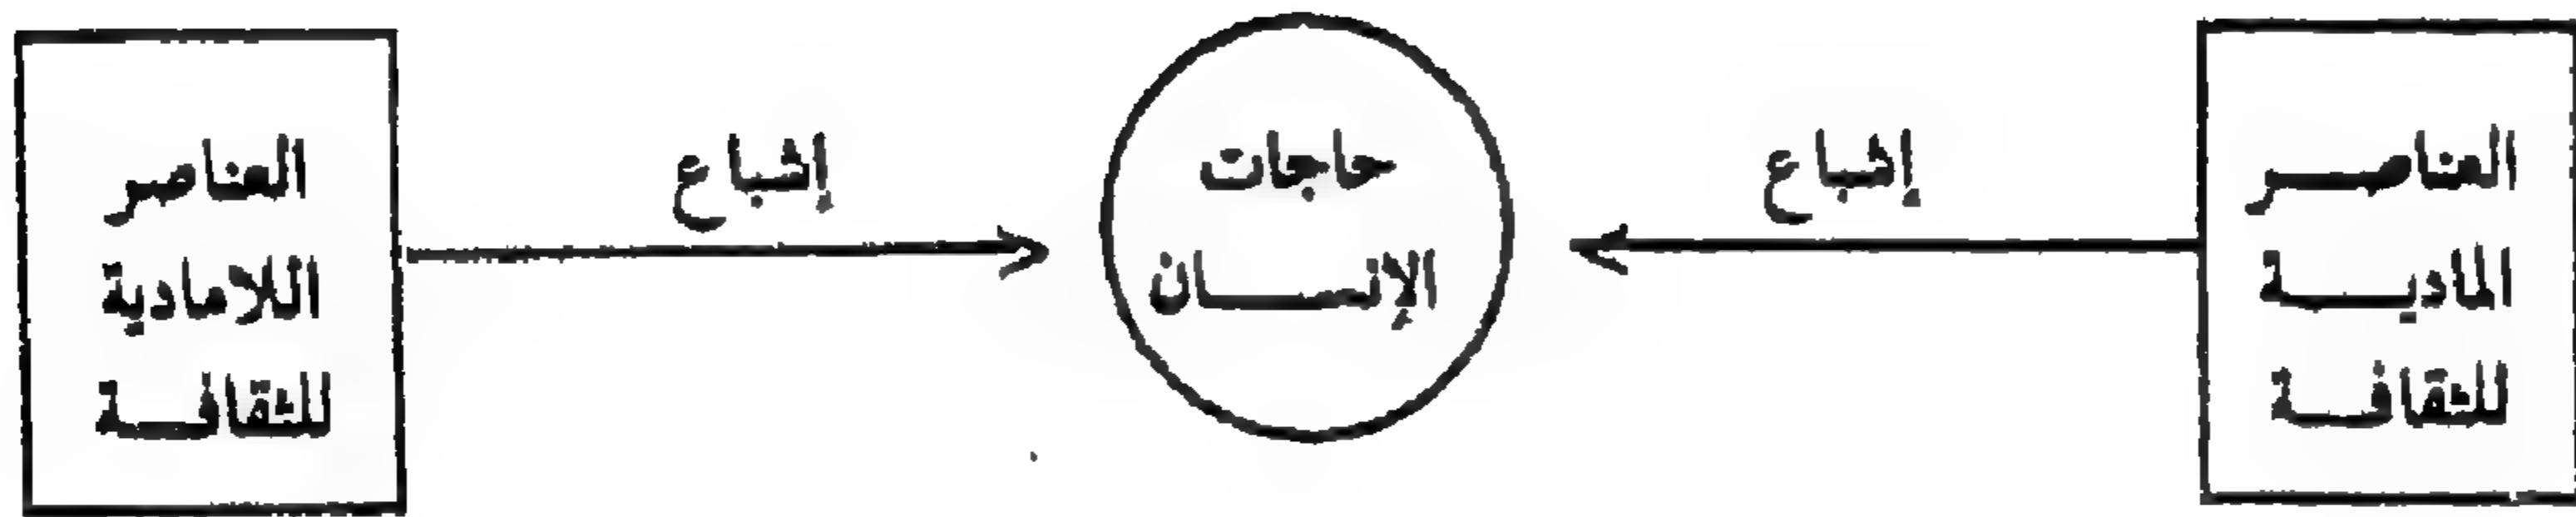 العناصر
المادية
للثقافة
إشباع
حاجات
الإنسان
إشباع
العناصر
اللامادية
للثقافة